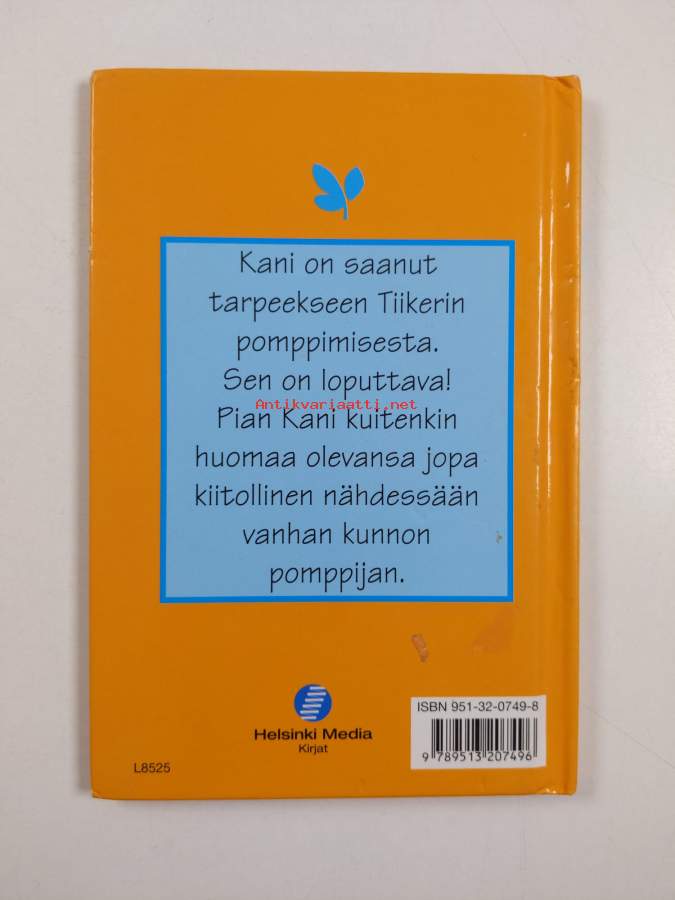 Kani on saanut
tarpeekseen Tiikerin
pomppimisesta.
Sen on loputtava!
Antikvariaatti.net
Pian Kani kuitenkin
huomaa olevansa jopa
kiitollinen nähdessään
vanhan kunnon
pomppijan.
Helsinki Media
Kirjat
L8525
ISBN 951-32-0749-8
9 789513 207496